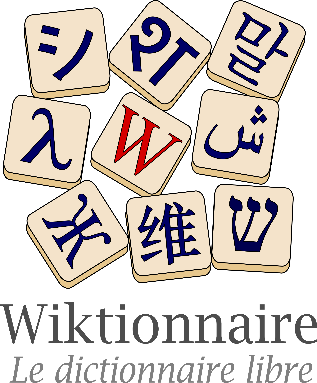 シ श 말
λ W ش
Ж 维 ש
Wiktionnaire
Le dictionnaire libre